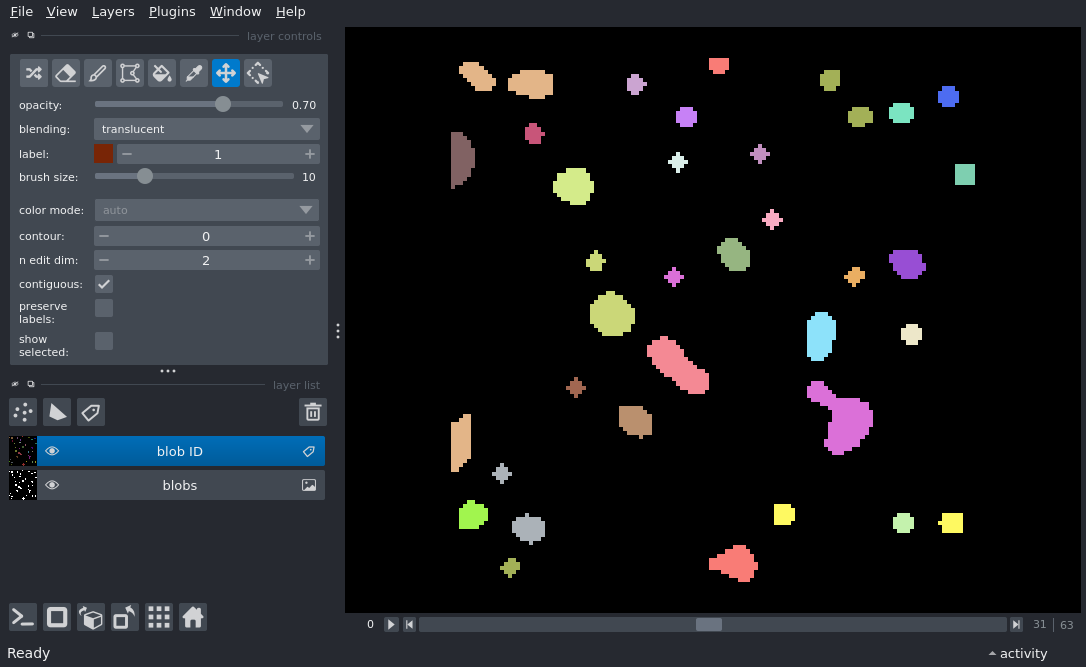 File View Layers Plugins Window Help
layer controls
opacity: 0.70
blending: translucent
label: 1
brush size: 10
color mode: auto
contour: 0
n edit dim: 2
contiguous:
preserve
labels:
show
selected:
layer list
blob ID
blobs
0 31 | 63
Ready activity